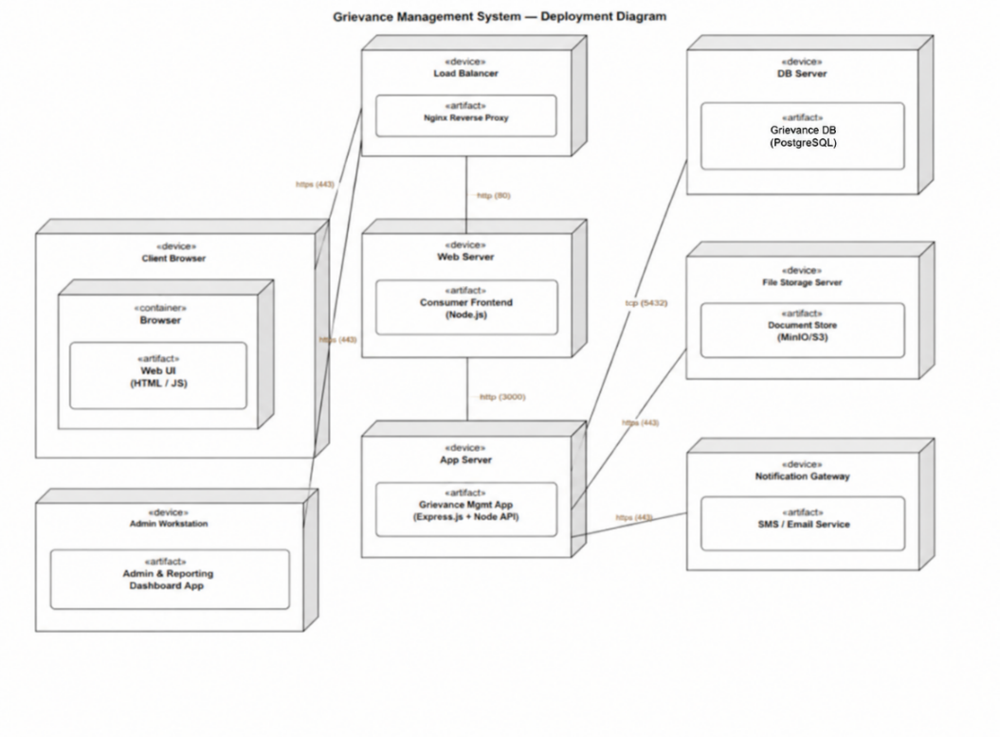 Grievance Management System — Deployment Diagram
«device»
Load Balancer
«artifact»
Nginx Reverse Proxy
«device»
DB Server
«artifact»
Grievance DB
(PostgreSQL)
https (443)
http (80)
«device»
Client Browser
«container»
Browser
«artifact»
Web UI
(HTML / JS)
«device»
Web Server
«artifact»
Consumer Frontend
(Node.js)
«device»
File Storage Server
«artifact»
Document Store
(MinIO/S3)
tcp (5432)
https (443)
http (3000)
https (443)
«device»
App Server
«artifact»
Grievance Mgmt App
(Express.js + Node API)
«device»
Notification Gateway
«artifact»
SMS / Email Service
https (443)
«device»
Admin Workstation
«artifact»
Admin & Reporting
Dashboard App